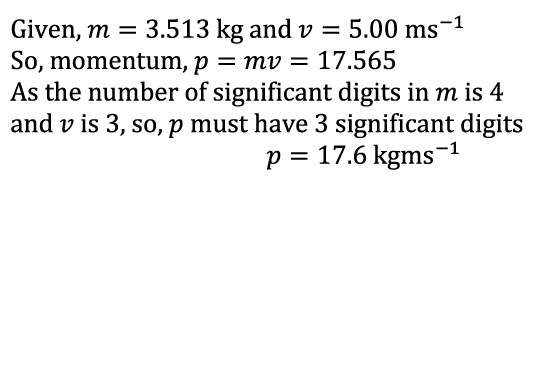 Given, m = 3.513 kg and v = 5.00 ms⁻¹
So, momentum, p = mv = 17.565
As the number of significant digits in m is 4
and v is 3, so, p must have 3 significant digits
p = 17.6 kgms⁻¹